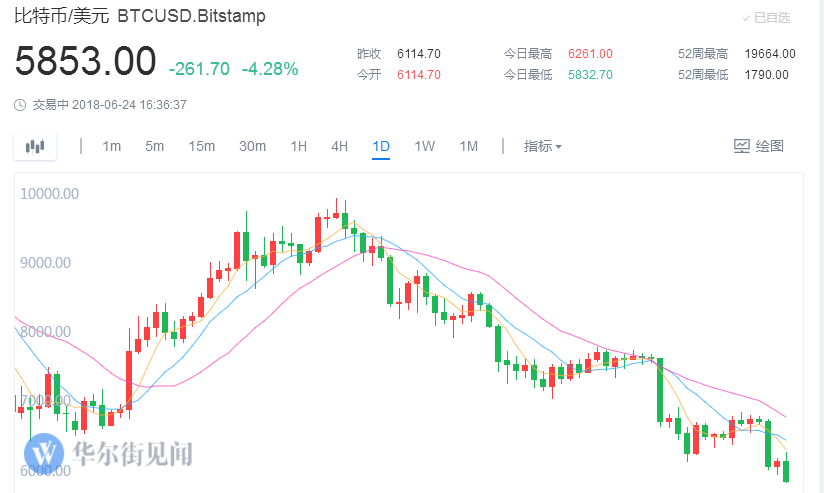 比特币/美元 BTCUSD.Bitstamp
已自选
5853.00 -261.70 -4.28%
昨收 6114.70 今日最高 6261.00 52周最高 19664.00
今开 6114.70 今日最低 5832.70 52周最低 1790.00
交易中 2018-06-24 16:36:37
1m 5m 15m 30m 1H 4H 1D 1W 1M 指标 绘图
10000.00
9000.00
8000.00
7000.00
华尔街见闻
6000.00